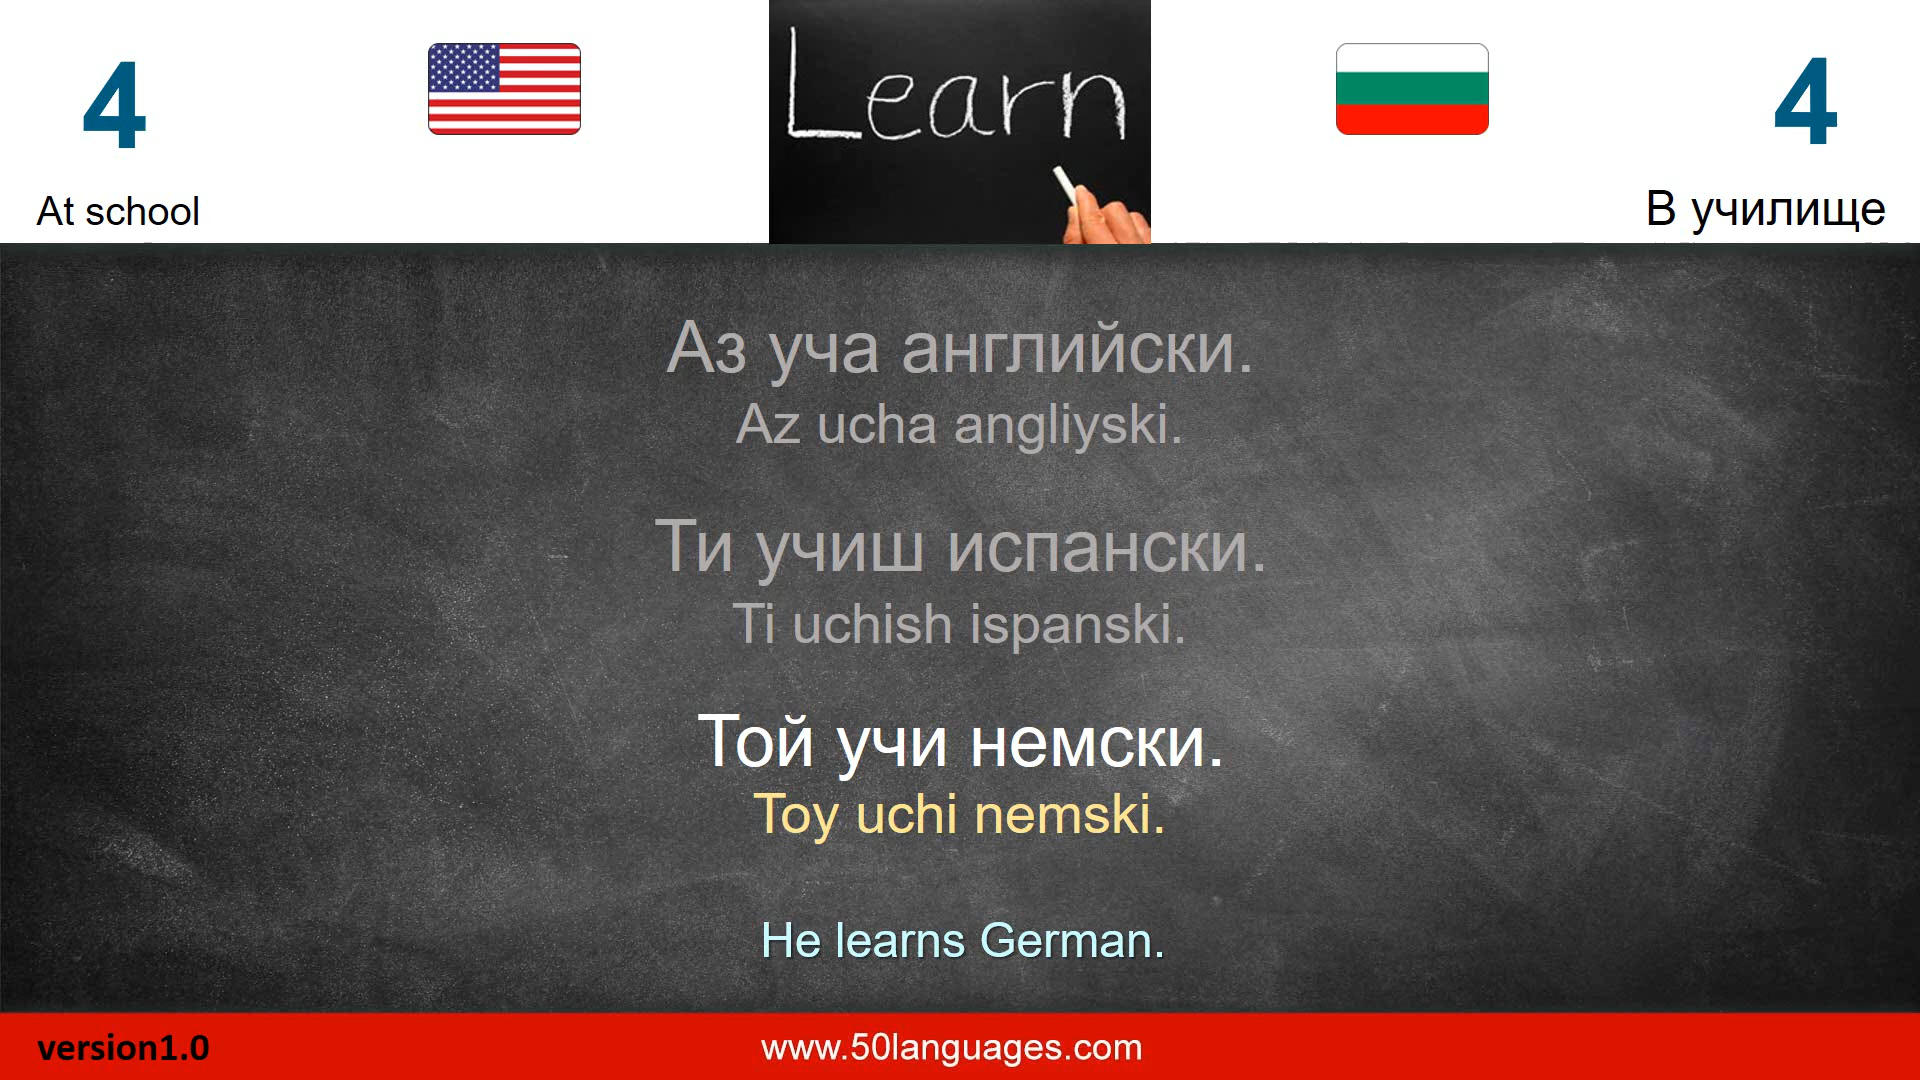 4
Learn
4
At school
В училище
Аз уча английски.
Az ucha angliyski.
Ти учиш испански.
Ti uchish ispanski.
Той учи немски.
Toy uchi nemski.
He learns German.
version1.0
www.50languages.com